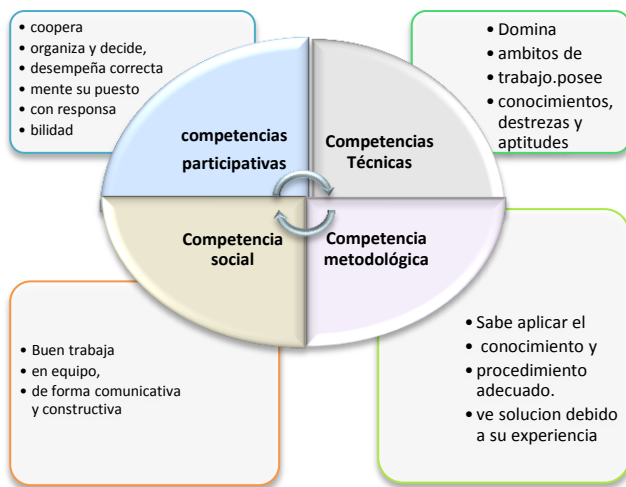 • coopera
• organiza y decide,
• desempeña correcta
• mente su puesto
• con responsa
• bilidad
• Domina
• ambitos de
• trabajo.posee
• conocimientos,
destrezas y
aptitudes
competencias
participativas
Competencias
Técnicas
Competencia
social
Competencia
metodológica
• Buen trabaja
• en equipo,
• de forma comunicativa
y constructiva
• Sabe aplicar el
• conocimiento y
• procedimiento
adecuado.
• ve solucion debido
a su experiencia